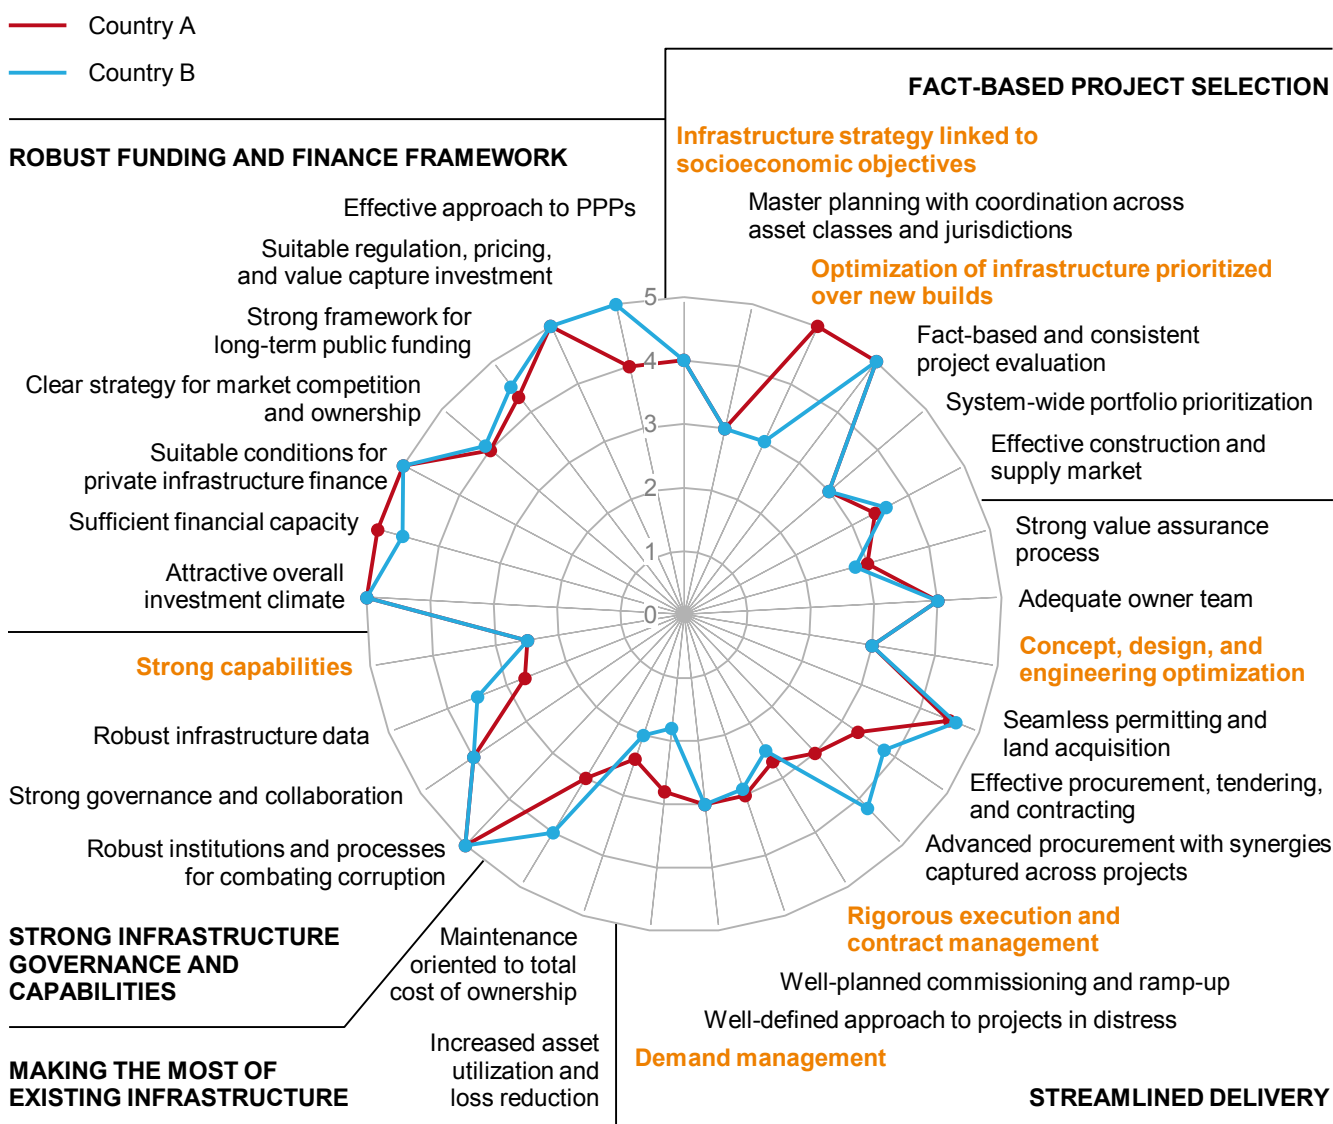 Country A
Country B
FACT-BASED PROJECT SELECTION
ROBUST FUNDING AND FINANCE FRAMEWORK
Infrastructure strategy linked to
socioeconomic objectives
Master planning with coordination across
asset classes and jurisdictions
Optimization of infrastructure prioritized
over new builds
Fact-based and consistent
project evaluation
System-wide portfolio prioritization
Effective construction and
supply market
Strong value assurance
process
Adequate owner team
Concept, design, and
engineering optimization
Seamless permitting and
land acquisition
Effective procurement, tendering,
and contracting
Advanced procurement with synergies
captured across projects
Rigorous execution and
contract management
Well-planned commissioning and ramp-up
Well-defined approach to projects in distress
Demand management
STREAMLINED DELIVERY
Effective approach to PPPs
Suitable regulation, pricing,
and value capture investment
Strong framework for
long-term public funding
Clear strategy for market competition
and ownership
Suitable conditions for
private infrastructure finance
Sufficient financial capacity
Attractive overall
investment climate
Strong capabilities
Robust infrastructure data
Strong governance and collaboration
Robust institutions and processes
for combating corruption
STRONG INFRASTRUCTURE
GOVERNANCE AND
CAPABILITIES
Maintenance
oriented to total
cost of ownership
Increased asset
utilization and
loss reduction
MAKING THE MOST OF
EXISTING INFRASTRUCTURE
5
4
3
2
1
0